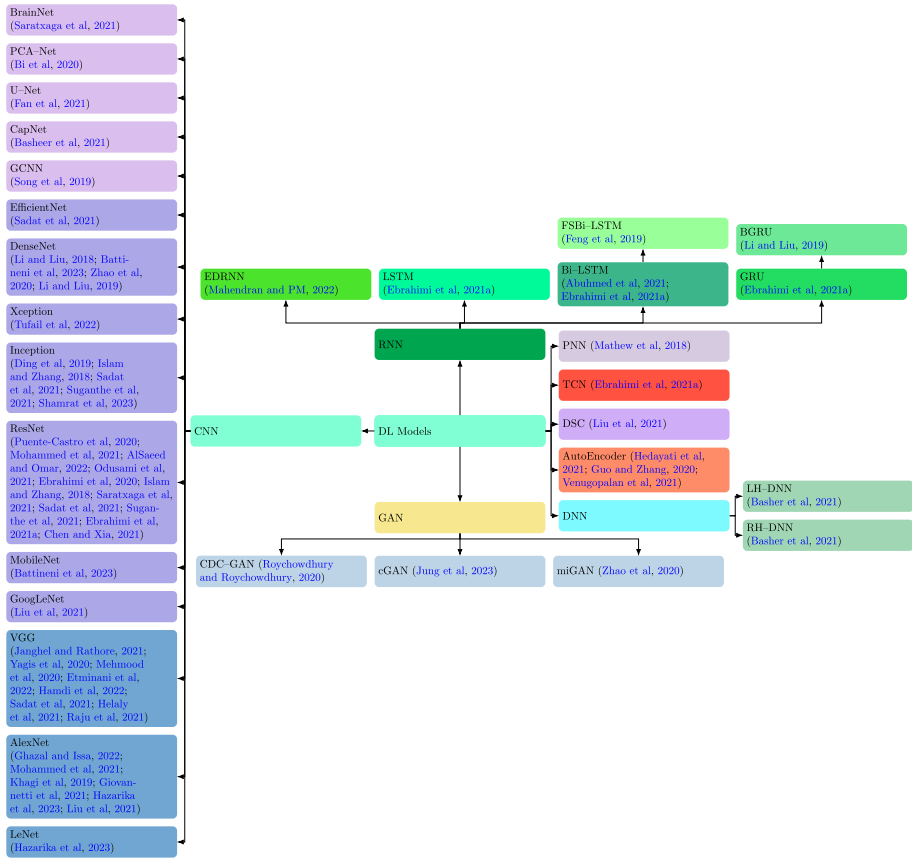 BrainNet
(Saratxaga et al, 2021)
PCA–Net
(Bi et al, 2020)
U–Net
(Fan et al, 2021)
CapNet
(Basheer et al, 2021)
GCNN
(Song et al, 2019)
EfficientNet
(Sadat et al, 2021)
DenseNet
(Li and Liu, 2018; Batti-
neni et al, 2023; Zhao et al,
2020; Li and Liu, 2019)
Xception
(Tufail et al, 2022)
Inception
(Ding et al, 2019; Islam
and Zhang, 2018; Sadat
et al, 2021; Suganthe et al,
2021; Shamrat et al, 2023)
ResNet
(Puente-Castro et al, 2020;
Mohammed et al, 2021; AlSaeed
and Omar, 2022; Odusami et al,
2021; Ebrahimi et al, 2020; Islam
and Zhang, 2018; Saratxaga et al,
2021; Sadat et al, 2021; Sugan-
the et al, 2021; Ebrahimi et al,
2021a; Chen and Xia, 2021)
MobileNet
(Battineni et al, 2023)
GoogLeNet
(Liu et al, 2021)
VGG
(Janghel and Rathore, 2021;
Yagis et al, 2020; Mehmood
et al, 2020; Etminani et al,
2022; Hamdi et al, 2022;
Sadat et al, 2021; Helaly
et al, 2021; Raju et al, 2021)
AlexNet
(Ghazal and Issa, 2022;
Mohammed et al, 2021;
Khagi et al, 2019; Giovan-
netti et al, 2021; Hazarika
et al, 2023; Liu et al, 2021)
LeNet
(Hazarika et al, 2023)
CNN
DL Models
EDRNN
(Mahendran and PM, 2022)
LSTM
(Ebrahimi et al, 2021a)
FSBi–LSTM
(Feng et al, 2019)
Bi–LSTM
(Abuhmed et al, 2021;
Ebrahimi et al, 2021a)
BGRU
(Li and Liu, 2019)
GRU
(Ebrahimi et al, 2021a)
RNN
PNN (Mathew et al, 2018)
TCN (Ebrahimi et al, 2021a)
DSC (Liu et al, 2021)
AutoEncoder (Hedayati et al,
2021; Guo and Zhang, 2020;
Venugopalan et al, 2021)
DNN
LH–DNN
(Basher et al, 2021)
RH–DNN
(Basher et al, 2021)
GAN
CDC–GAN (Roychowdhury
and Roychowdhury, 2020)
cGAN (Jung et al, 2023)
miGAN (Zhao et al, 2020)